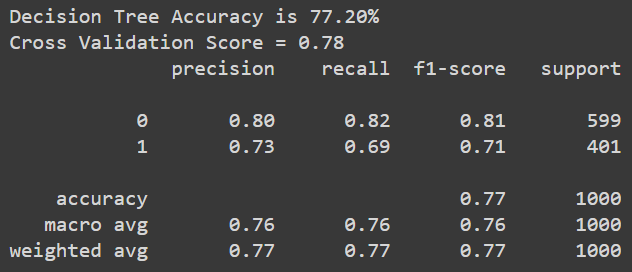 Decision Tree Accuracy is 77.20%
Cross Validation Score = 0.78
precision recall f1-score support
0 0.80 0.82 0.81 599
1 0.73 0.69 0.71 401
accuracy 0.77 1000
macro avg 0.76 0.76 0.76 1000
weighted avg 0.77 0.77 0.77 1000